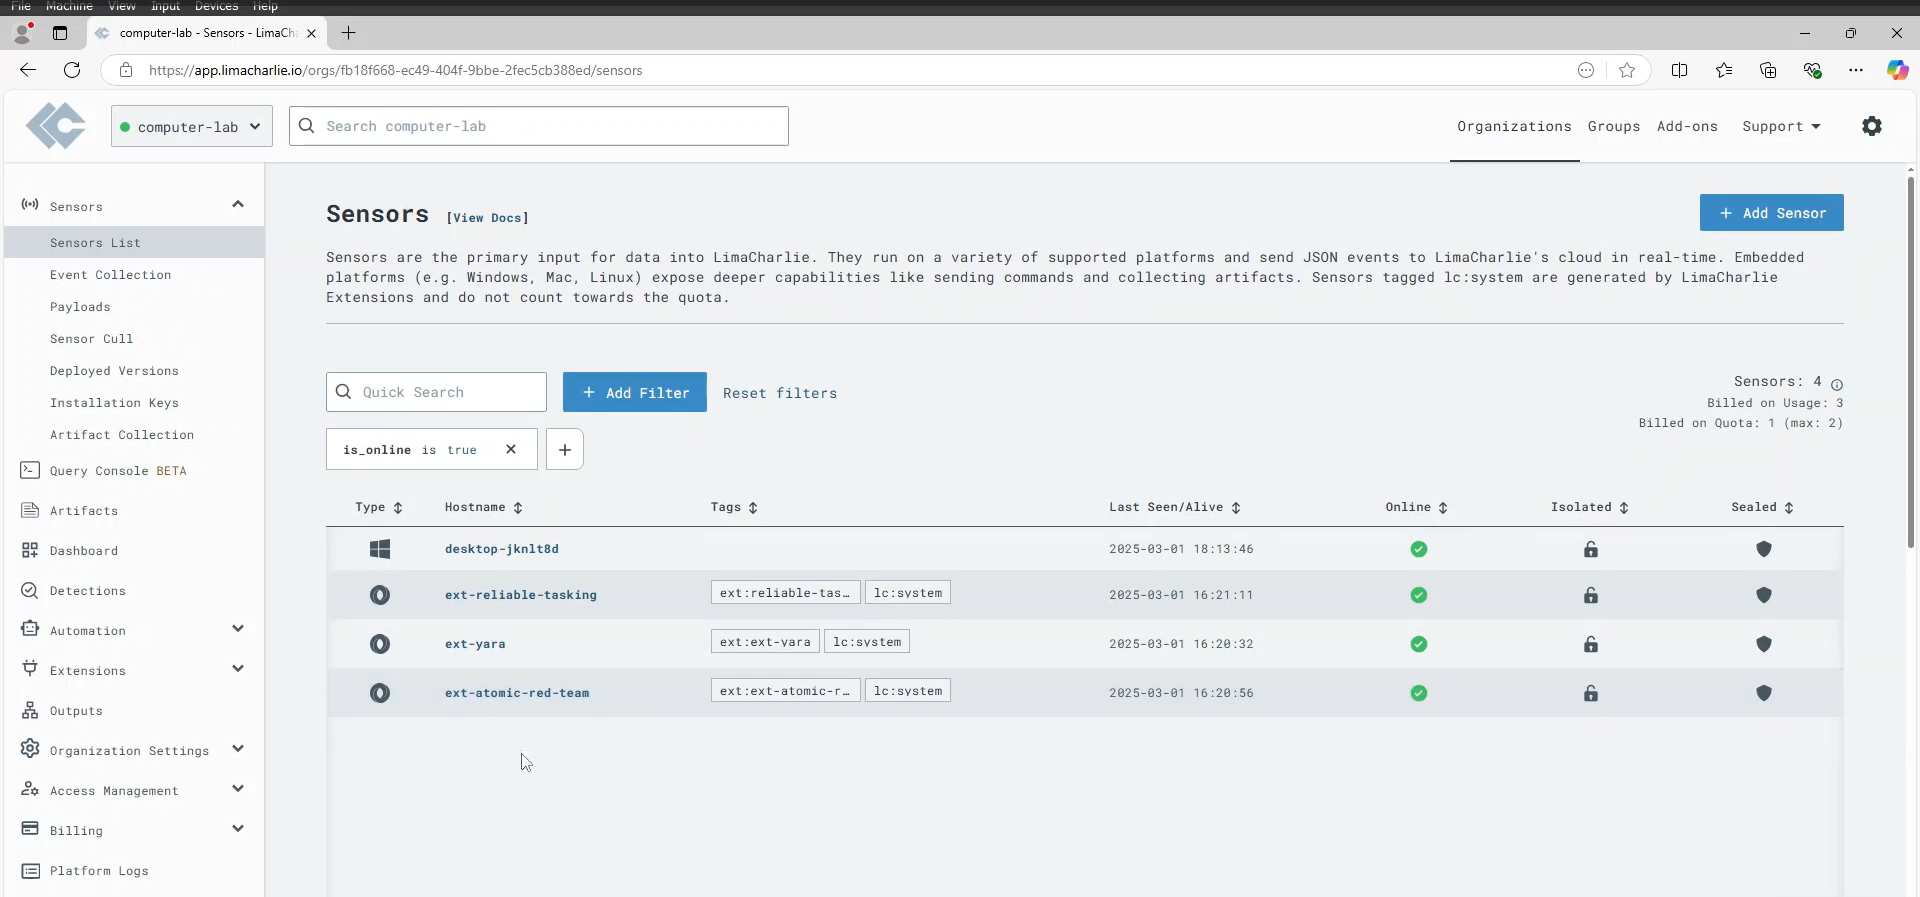 File Machine View Input Devices Help
computer-lab - Sensors - LimaCh
https://app.limacharlie.io/orgs/fb18f668-ec49-404f-9bbe-2fec5cb388ed/sensors
computer-lab
Search computer-lab
Organizations Groups Add-ons Support
Sensors
Sensors List
Event Collection
Payloads
Sensor Cull
Deployed Versions
Installation Keys
Artifact Collection
Query Console BETA
Artifacts
Dashboard
Detections
Automation
Extensions
Outputs
Organization Settings
Access Management
Billing
Platform Logs
Sensors [View Docs]
+ Add Sensor
Sensors are the primary input for data into LimaCharlie. They run on a variety of supported platforms and send JSON events to LimaCharlie's cloud in real-time. Embedded
platforms (e.g. Windows, Mac, Linux) expose deeper capabilities like sending commands and collecting artifacts. Sensors tagged lc:system are generated by LimaCharlie
Extensions and do not count towards the quota.
Quick Search
+ Add Filter
Reset filters
Sensors: 4
Billed on Usage: 3
Billed on Quota: 1 (max: 2)
is_online is true
Type Hostname Tags Last Seen/Alive Online Isolated Sealed
desktop-jknlt8d 2025-03-01 18:13:46
ext-reliable-tasking ext:reliable-tas… lc:system 2025-03-01 16:21:11
ext-yara ext:ext-yara lc:system 2025-03-01 16:20:32
ext-atomic-red-team ext:ext-atomic-r… lc:system 2025-03-01 16:20:56